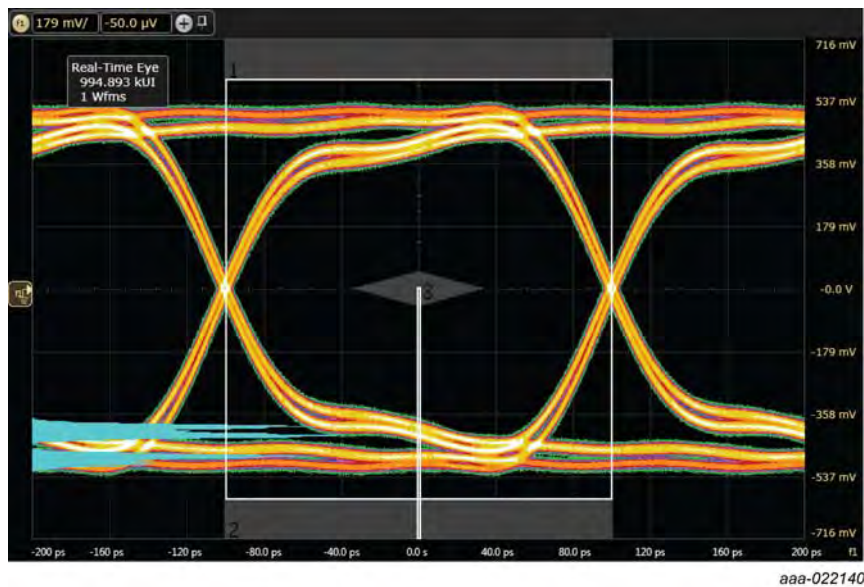 f1 179 mV/ -50.0 µV
716 mV
Real-Time Eye
994.893 kUI
1 Wfms
1
537 mV
358 mV
179 mV
-0.0 V
3
-179 mV
-358 mV
-537 mV
2
-716 mV
-200 ps -160 ps -120 ps -80.0 ps -40.0 ps 0.0 s 40.0 ps 80.0 ps 120 ps 160 ps 200 ps f1
aaa-022140